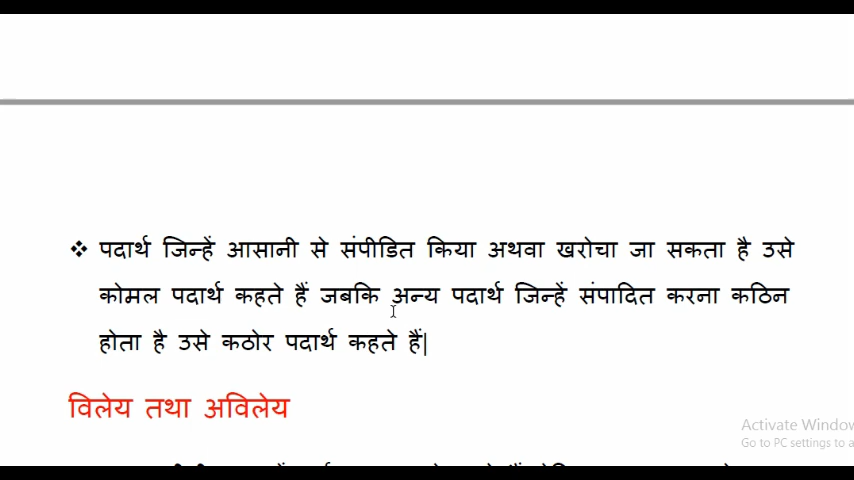 ❖ पदार्थ जिन्हें आसानी से संपीडित किया अथवा खरोचा जा सकता है उसे
कोमल पदार्थ कहते हैं जबकि अन्य पदार्थ जिन्हें संपादित करना कठिन
होता है उसे कठोर पदार्थ कहते हैं|
विलेय तथा अविलेय
Activate Window
Go to PC settings to a